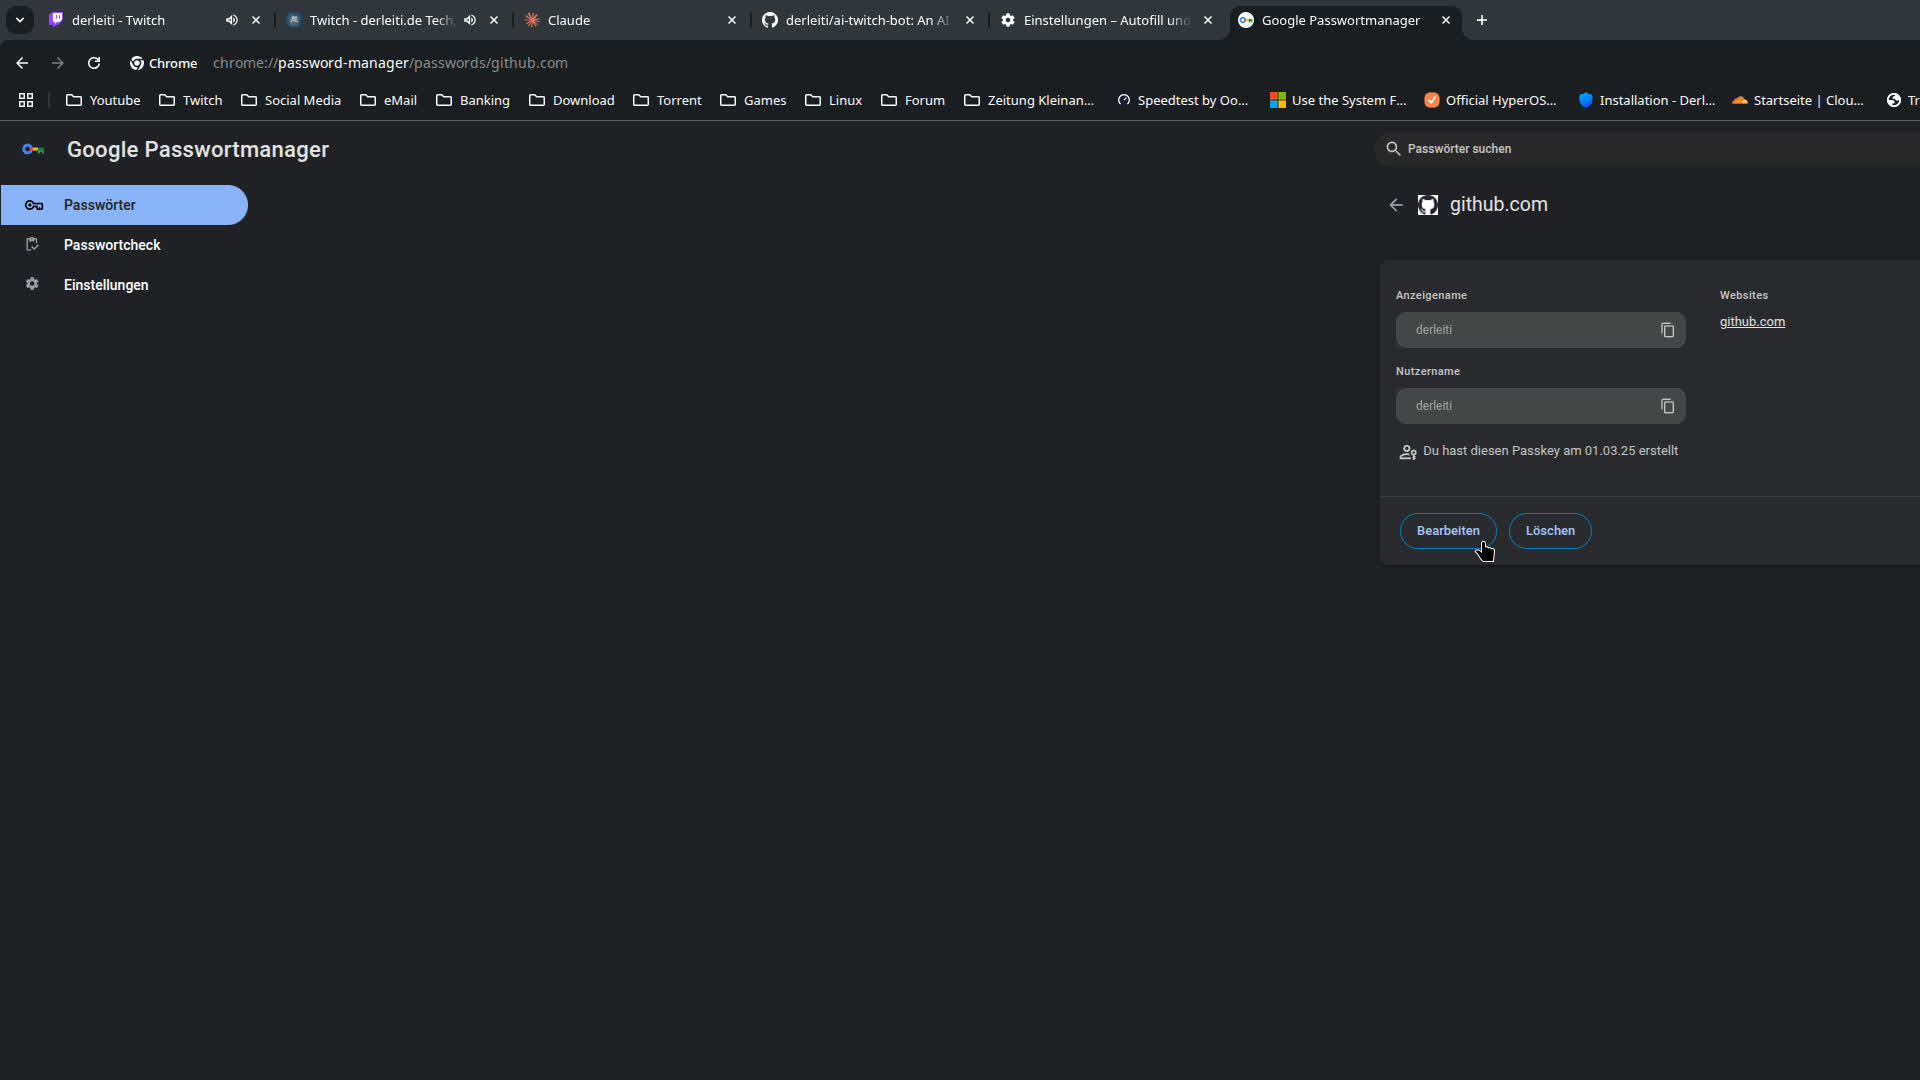 derleiti - Twitch
Twitch - derleiti.de Tech
Claude
derleiti/ai-twitch-bot: An AI
Einstellungen – Autofill und
Google Passwortmanager
Chrome
chrome://password-manager/passwords/github.com
Youtube
Twitch
Social Media
eMail
Banking
Download
Torrent
Games
Linux
Forum
Zeitung Kleinan...
Speedtest by Oo...
Use the System F...
Official HyperOS...
Installation - Derl...
Startseite | Clou...
Tr
Google Passwortmanager
Passwörter suchen
Passwörter
Passwortcheck
Einstellungen
github.com
Anzeigename
derleiti
Websites
github.com
Nutzername
derleiti
Du hast diesen Passkey am 01.03.25 erstellt
Bearbeiten
Löschen